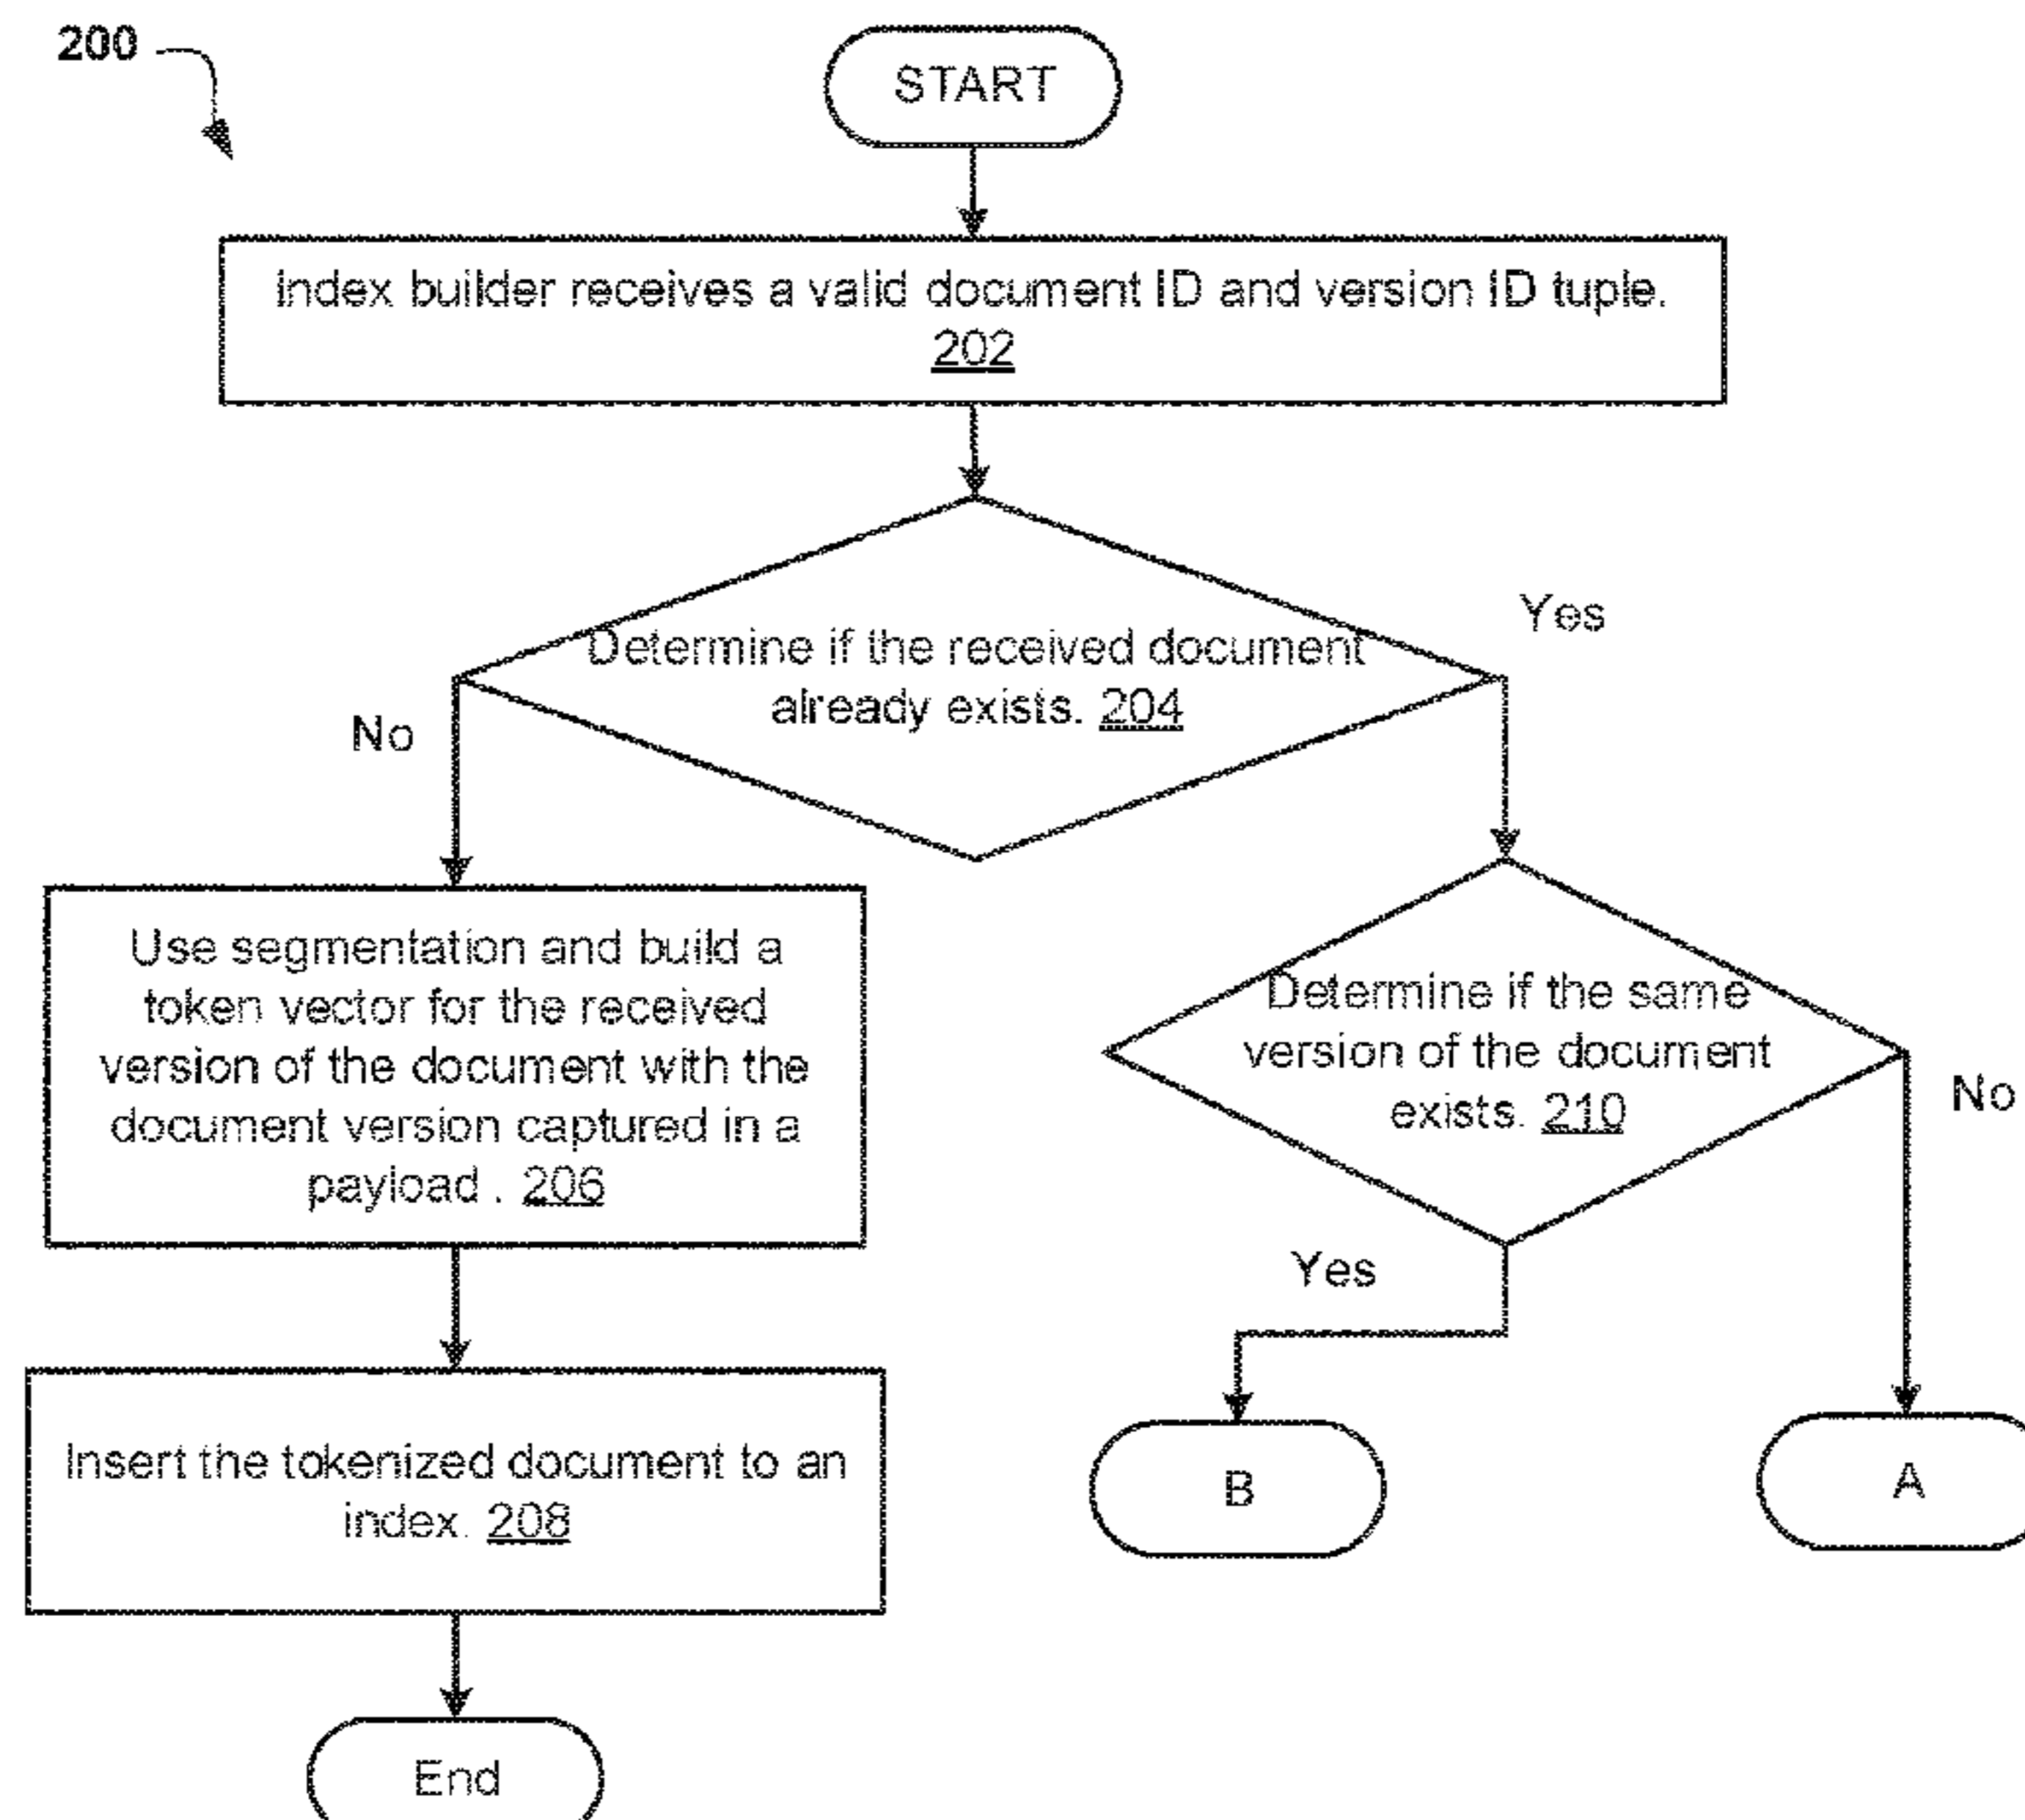 200
START
Index builder receives a valid document ID and version ID tuple.
202
Yes
Determine if the received document
already exists. 204
No
Use segmentation and build a
token vector for the received
version of the document with the
document version captured in a
payload . 206
Determine if the same
version of the document
exists. 210
No
Yes
Insert the tokenized document to an
index. 208
B
A
End